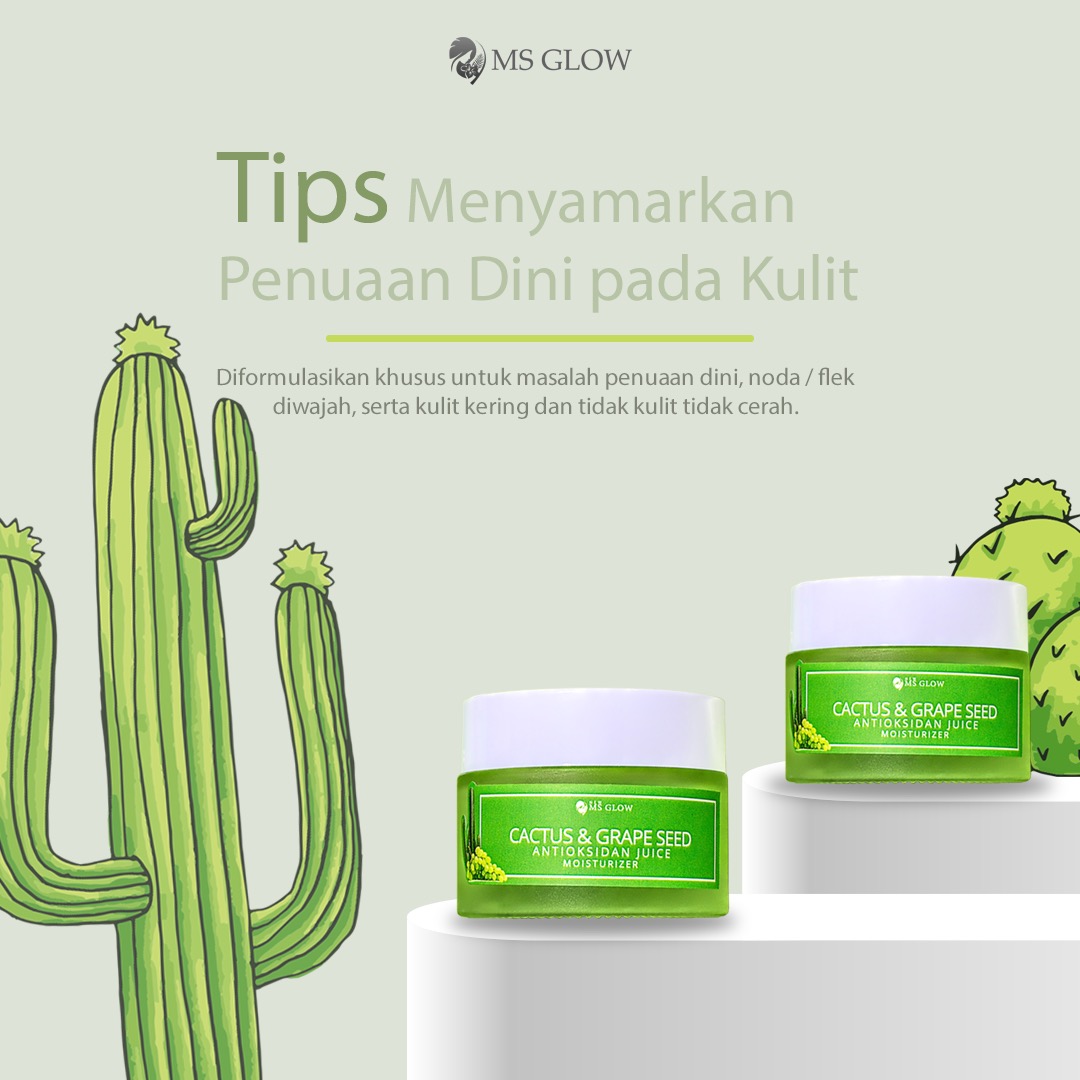 MS GLOW
Tips Menyamarkan
Penuaan Dini pada Kulit
Diformulasikan khusus untuk masalah penuaan dini, noda / flek
diwajah, serta kulit kering dan tidak kulit tidak cerah.
MS GLOW
CACTUS & GRAPE SEED
ANTIOKSIDAN JUICE
MOISTURIZER
MS GLOW
CACTUS & GRAPE SEED
ANTIOKSIDAN JUICE
MOISTURIZER